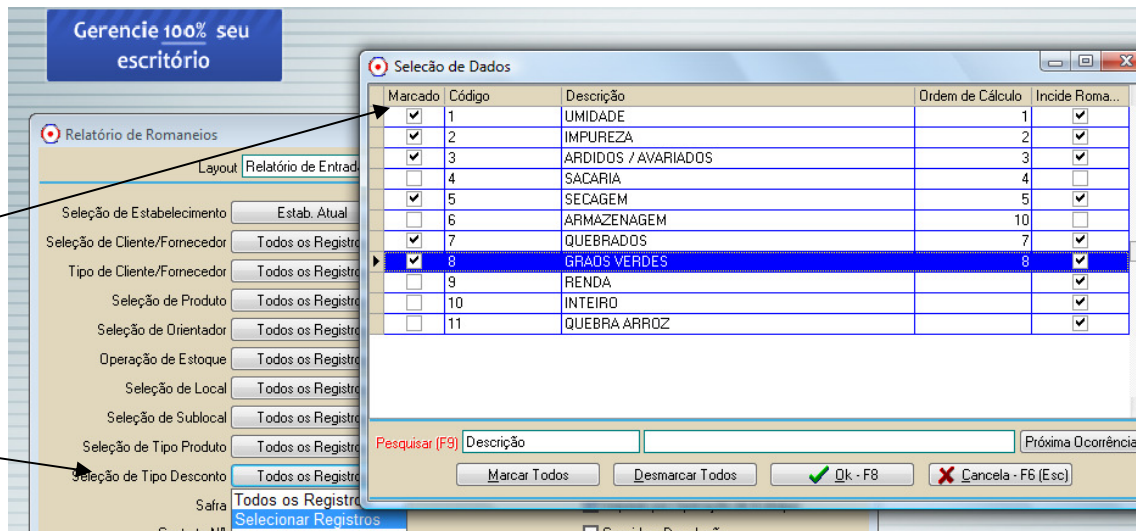 Gerencie 100% seu
escritório
Relatório de Romaneios
Layout Relatório de Entrad
Seleção de Estabelecimento Estab. Atual
Seleção de Cliente/Fornecedor Todos os Registro
Tipo de Cliente/Fornecedor Todos os Registro
Seleção de Produto Todos os Registro
Seleção de Orientador Todos os Registro
Operação de Estoque Todos os Registro
Seleção de Local Todos os Registro
Seleção de Sublocal Todos os Registro
Seleção de Tipo Produto Todos os Registro
Seleção de Tipo Desconto Todos os Registro
Safra Todos os Registro
Selecionar Registros
Selecão de Dados
Marcado Código Descrição Ordem de Cálculo Incide Roma...
1 UMIDADE 1
2 IMPUREZA 2
3 ARDIDOS / AVARIADOS 3
4 SACARIA 4
5 SECAGEM 5
6 ARMAZENAGEM 10
7 QUEBRADOS 7
8 GRAOS VERDES 8
9 RENDA
10 INTEIRO
11 QUEBRA ARROZ
Pesquisar (F9) Descrição Próxima Ocorrência
Marcar Todos Desmarcar Todos Ok - F8 Cancela - F6 (Esc)